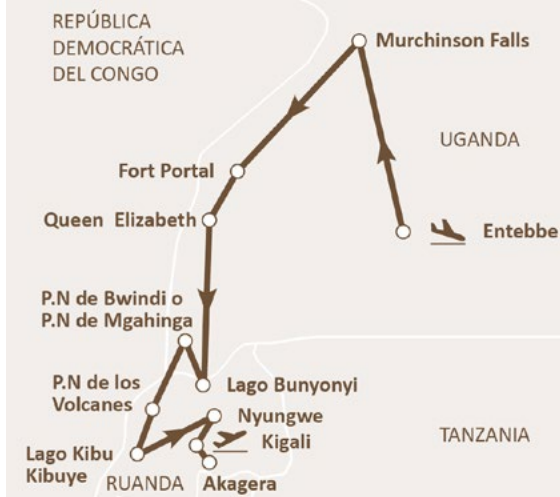 REPÚBLICA
DEMOCRÁTICA
DEL CONGO
Murchinson Falls
UGANDA
Fort Portal
Queen Elizabeth
Entebbe
P.N de Bwindi o
P.N de Mgahinga
Lago Bunyonyi
P.N de los
Volcanes
Nyungwe
Kigali
TANZANIA
Lago Kibu
Kibuye
RUANDA
Akagera